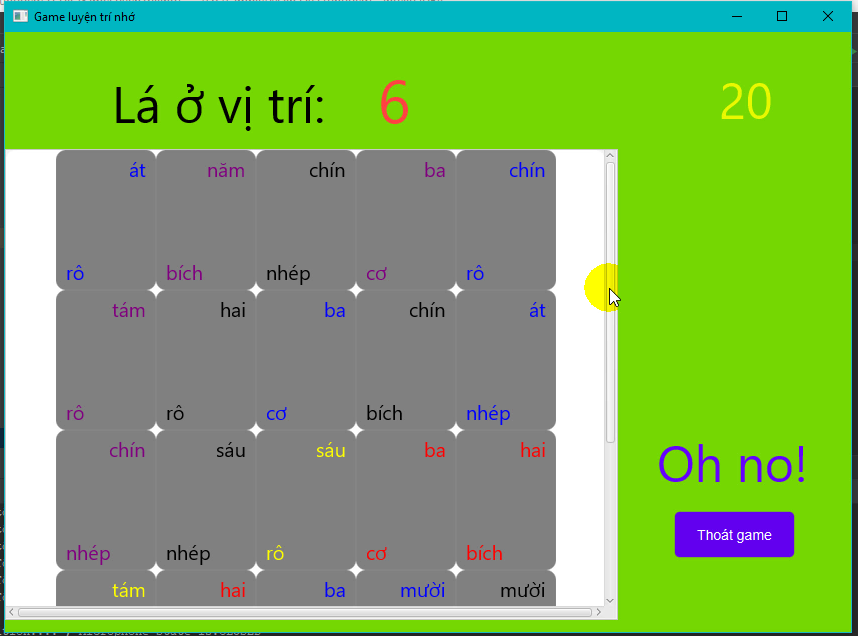 Game luyện trí nhớ
Lá ở vị trí: 6 20
át năm chín ba chín
rô bích nhép cơ rô
tám hai ba chín át
rô rô cơ bích nhép
chín sáu sáu ba hai
nhép nhép rô cơ bích
Oh no!
Thoát game
tám hai ba mười mười